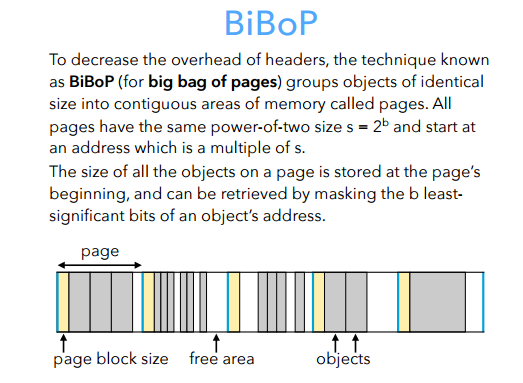 BiBoP
To decrease the overhead of headers, the technique known
as BiBoP (for big bag of pages) groups objects of identical
size into contiguous areas of memory called pages. All
pages have the same power-of-two size s = 2ᵇ and start at
an address which is a multiple of s.
The size of all the objects on a page is stored at the page’s
beginning, and can be retrieved by masking the b least-
significant bits of an object’s address.
page
page block size free area objects